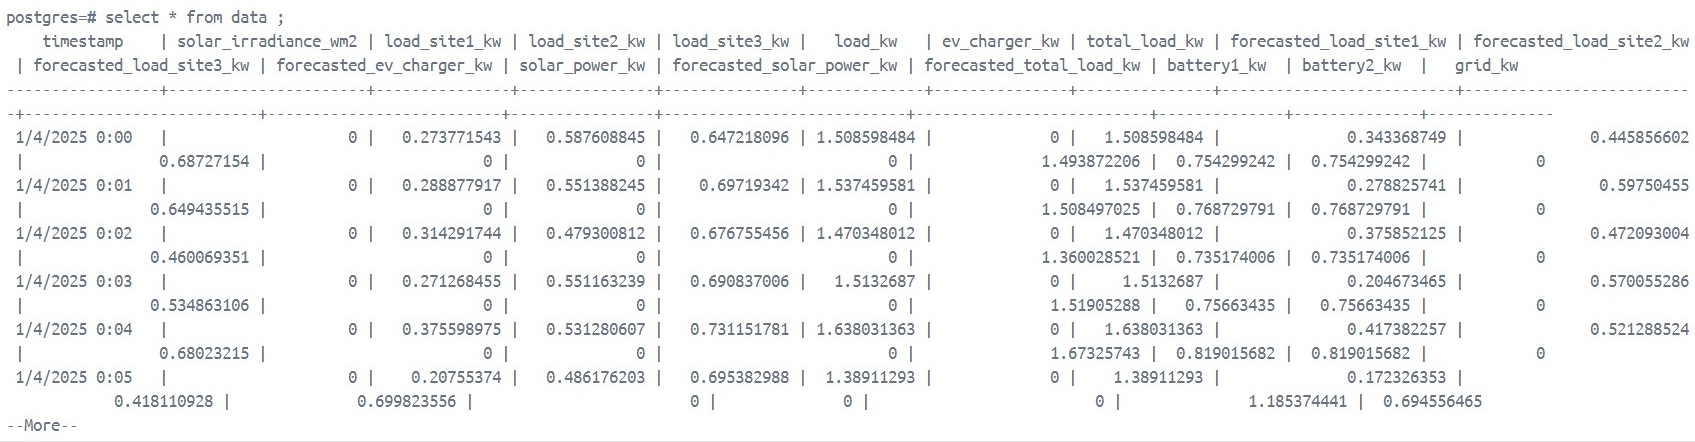 postgres=# select * from data ;
timestamp | solar_irradiance_wm2 | load_site1_kw | load_site2_kw | load_site3_kw | load_kw | ev_charger_kw | total_load_kw | forecasted_load_site1_kw | forecasted_load_site2_kw
| forecasted_load_site3_kw | forecasted_ev_charger_kw | solar_power_kw | forecasted_solar_power_kw | forecasted_total_load_kw | battery1_kw | battery2_kw | grid_kw
----------------+----------------------+---------------+---------------+---------------+-------------+---------------+---------------+--------------------------+-------------------------
-+--------------------------+--------------------------+----------------+---------------------------+--------------------------+--------------+--------------+--------------
1/4/2025 0:00 | 0 | 0.273771543 | 0.587608845 | 0.647218096 | 1.508598484 | 0 | 1.508598484 | 0.343368749 | 0.445856602
| 0.68727154 | 0 | 0 | 0 | 1.493872206 | 0.754299242 | 0.754299242 | 0
1/4/2025 0:01 | 0 | 0.288877917 | 0.551388245 | 0.69719342 | 1.537459581 | 0 | 1.537459581 | 0.278825741 | 0.59750455
| 0.649435515 | 0 | 0 | 0 | 1.508497025 | 0.768729791 | 0.768729791 | 0
1/4/2025 0:02 | 0 | 0.314291744 | 0.479300812 | 0.676755456 | 1.470348012 | 0 | 1.470348012 | 0.375852125 | 0.472093004
| 0.460069351 | 0 | 0 | 0 | 1.360028521 | 0.735174006 | 0.735174006 | 0
1/4/2025 0:03 | 0 | 0.271268455 | 0.551163239 | 0.690837006 | 1.5132687 | 0 | 1.5132687 | 0.204673465 | 0.570055286
| 0.534863106 | 0 | 0 | 0 | 1.51905288 | 0.75663435 | 0.75663435 | 0
1/4/2025 0:04 | 0 | 0.375598975 | 0.531280607 | 0.731151781 | 1.638031363 | 0 | 1.638031363 | 0.417382257 | 0.521288524
| 0.68023215 | 0 | 0 | 0 | 1.67325743 | 0.819015682 | 0.819015682 | 0
1/4/2025 0:05 | 0 | 0.20755374 | 0.486176203 | 0.695382988 | 1.38911293 | 0 | 1.38911293 | 0.172326353 |
0.418110928 | 0.699823556 | 0 | 0 | 0 | 1.185374441 | 0.694556465
--More--